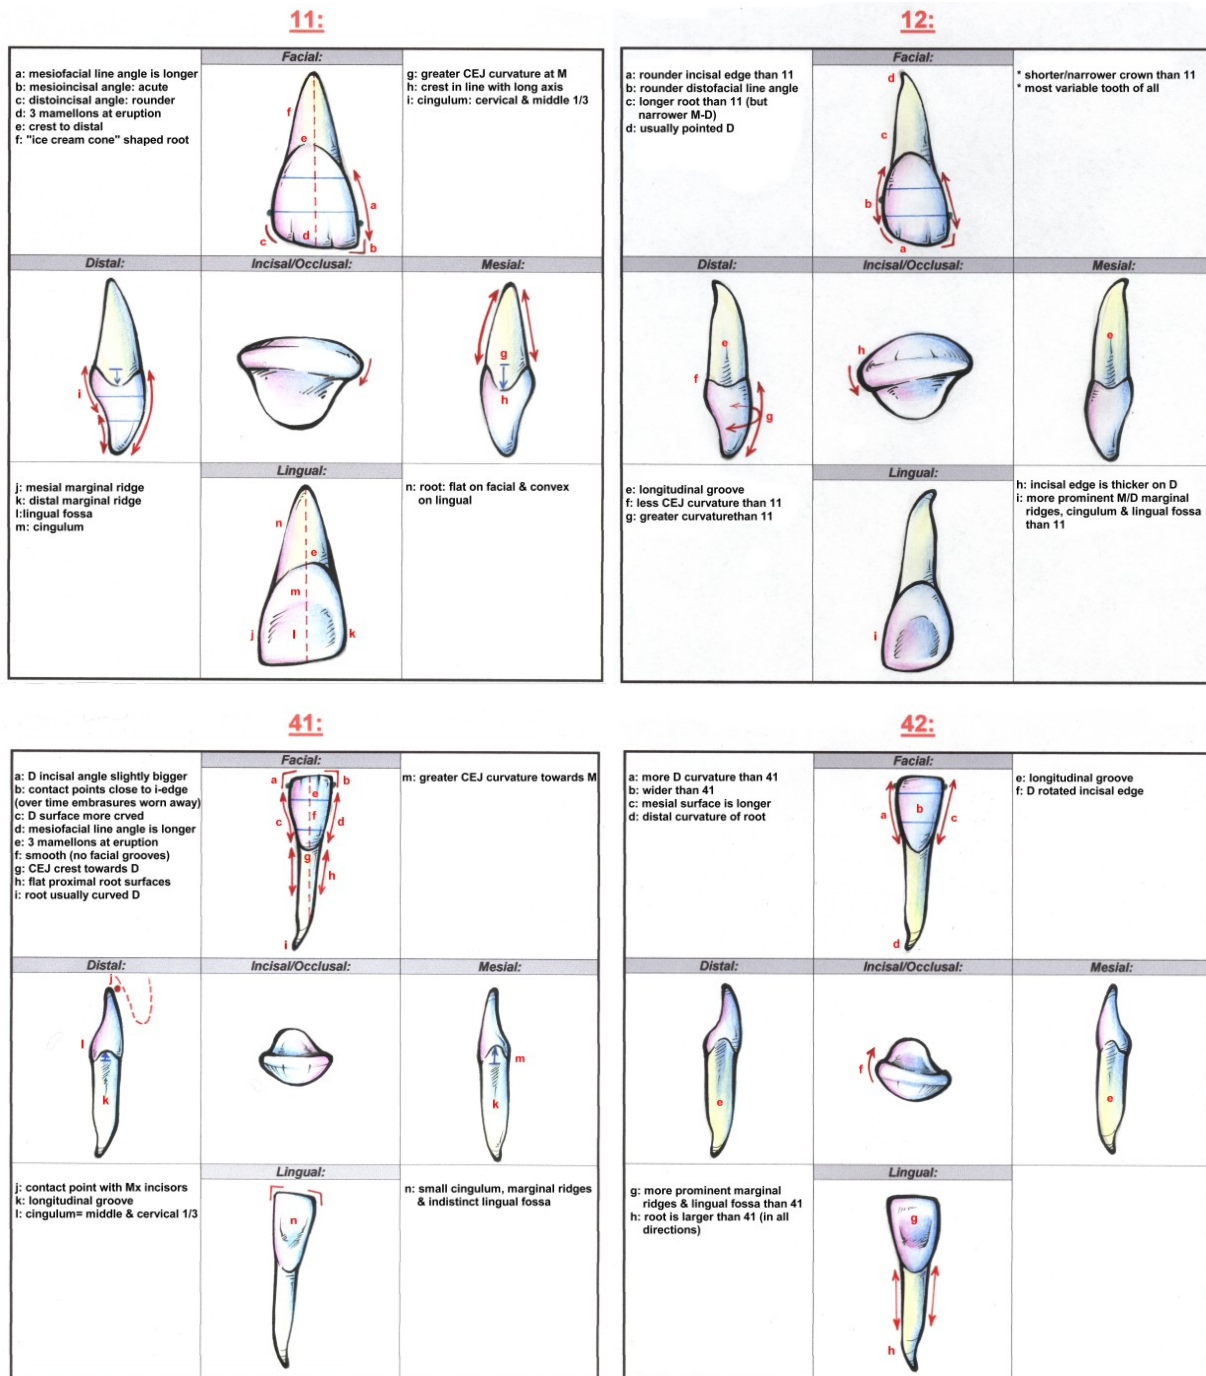 11:
Facial:
a: mesiofacial line angle is longer
b: mesioincisal angle: acute
c: distoincisal angle: rounder
d: 3 mamellons at eruption
e: crest to distal
f: "ice cream cone" shaped root
f
e
a
d
c
b
g: greater CEJ curvature at M
h: crest in line with long axis
i: cingulum: cervical & middle 1/3
Distal:
Incisal/Occlusal:
Mesial:
i
g
h
Lingual:
j: mesial marginal ridge
k: distal marginal ridge
l:lingual fossa
m: cingulum
n
e
m
j
l
k
n: root: flat on facial & convex
on lingual
12:
Facial:
a: rounder incisal edge than 11
b: rounder distofacial line angle
c: longer root than 11 (but
narrower M-D)
d: usually pointed D
d
c
b
a
* shorter/narrower crown than 11
* most variable tooth of all
Distal:
Incisal/Occlusal:
Mesial:
e
f
g
h
e
Lingual:
e: longitudinal groove
f: less CEJ curvature than 11
g: greater curvaturethan 11
i
h: incisal edge is thicker on D
i: more prominent M/D marginal
ridges, cingulum & lingual fossa
than 11
41:
Facial:
a: D incisal angle slightly bigger
b: contact points close to i-edge
(over time embrasures worn away)
c: D surface more crved
d: mesiofacial line angle is longer
e: 3 mamellons at eruption
f: smooth (no facial grooves)
g: CEJ crest towards D
h: flat proximal root surfaces
i: root usually curved D
a
b
e
c
f
d
g
h
i
m: greater CEJ curvature towards M
Distal:
Incisal/Occlusal:
Mesial:
j
l
k
m
k
Lingual:
j: contact point with Mx incisors
k: longitudinal groove
l: cingulum= middle & cervical 1/3
n
n: small cingulum, marginal ridges
& indistinct lingual fossa
42:
Facial:
a: more D curvature than 41
b: wider than 41
c: mesial surface is longer
d: distal curvature of root
a
b
c
d
e: longitudinal groove
f: D rotated incisal edge
Distal:
Incisal/Occlusal:
Mesial:
e
f
e
Lingual:
g: more prominent marginal
ridges & lingual fossa than 41
h: root is larger than 41 (in all
directions)
g
h